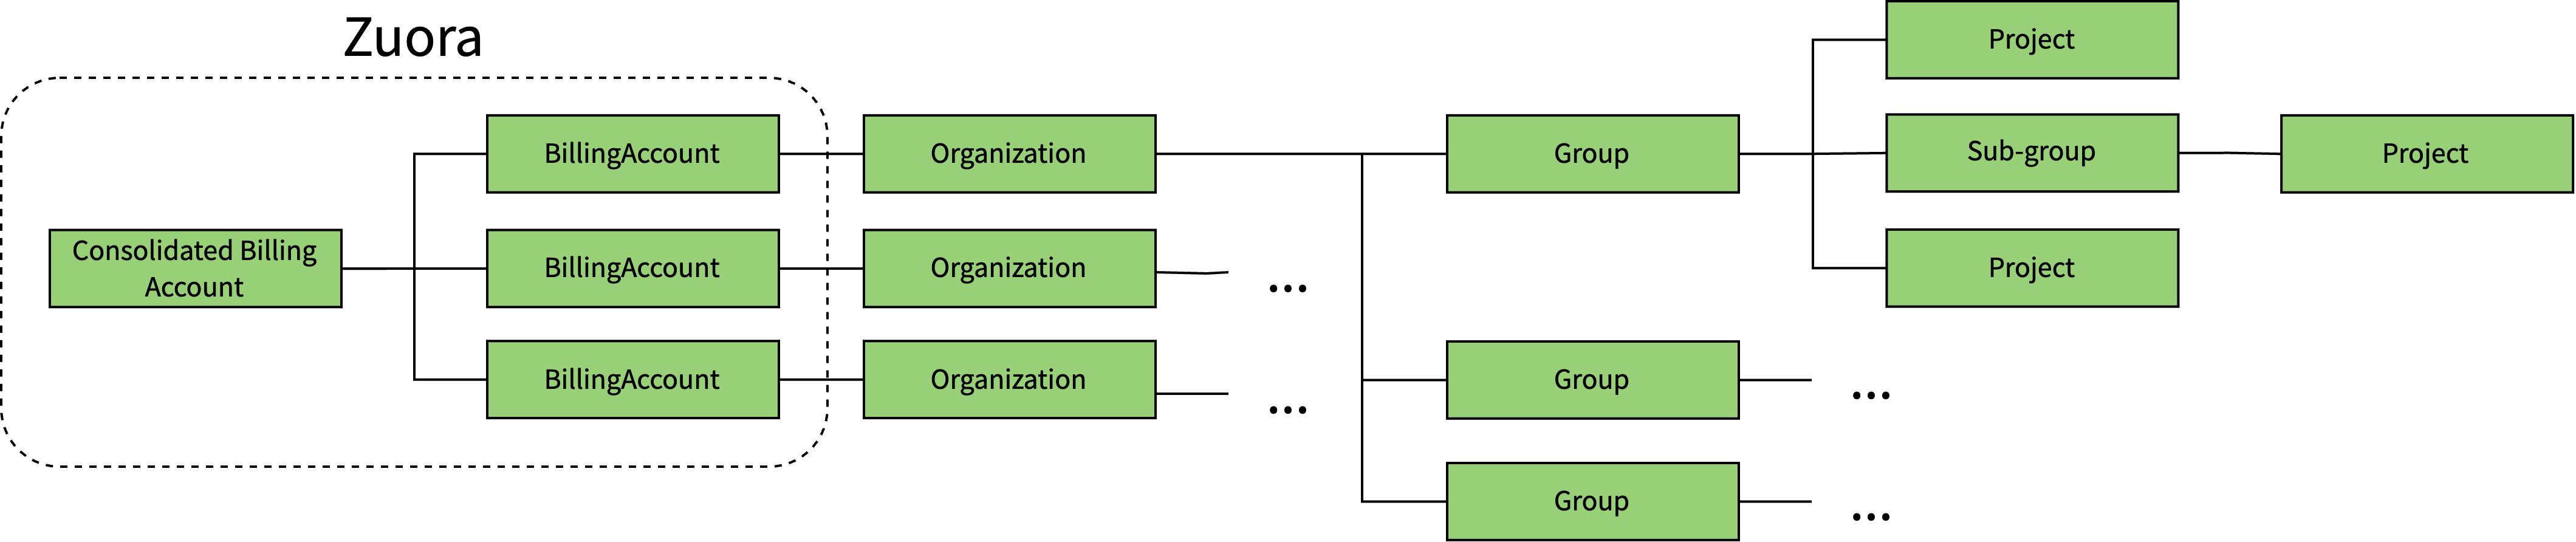 Zuora
Consolidated Billing
Account
BillingAccount
BillingAccount
BillingAccount
Organization
Organization
Organization
...
...
Group
Group
Group
...
...
Project
Sub-group
Project
Project